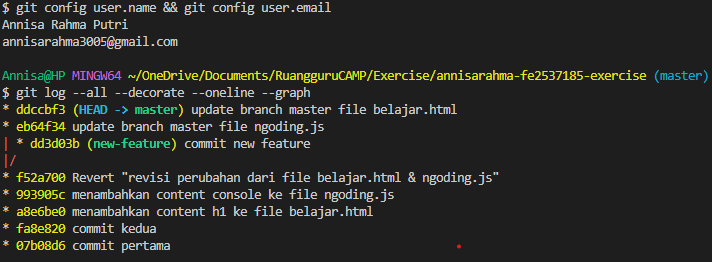 $ git config user.name && git config user.email
Annisa Rahma Putri
annisarahma3005@gmail.com
Annisa@HP MINGW64 ~/OneDrive/Documents/RuangguruCAMP/Exercise/annisarahma-fe2537185-exercise (master)
$ git log --all --decorate --oneline --graph
* ddccbf3 (HEAD -> master) update branch master file belajar.html
* eb64f34 update branch master file ngoding.js
| * dd3d03b (new-feature) commit new feature
|/
* f52a700 Revert "revisi perubahan dari file belajar.html & ngoding.js"
* 993905c menambahkan content console ke file ngoding.js
* a8e6be0 menambahkan content h1 ke file belajar.html
* fa8e820 commit kedua
* 07b08d6 commit pertama